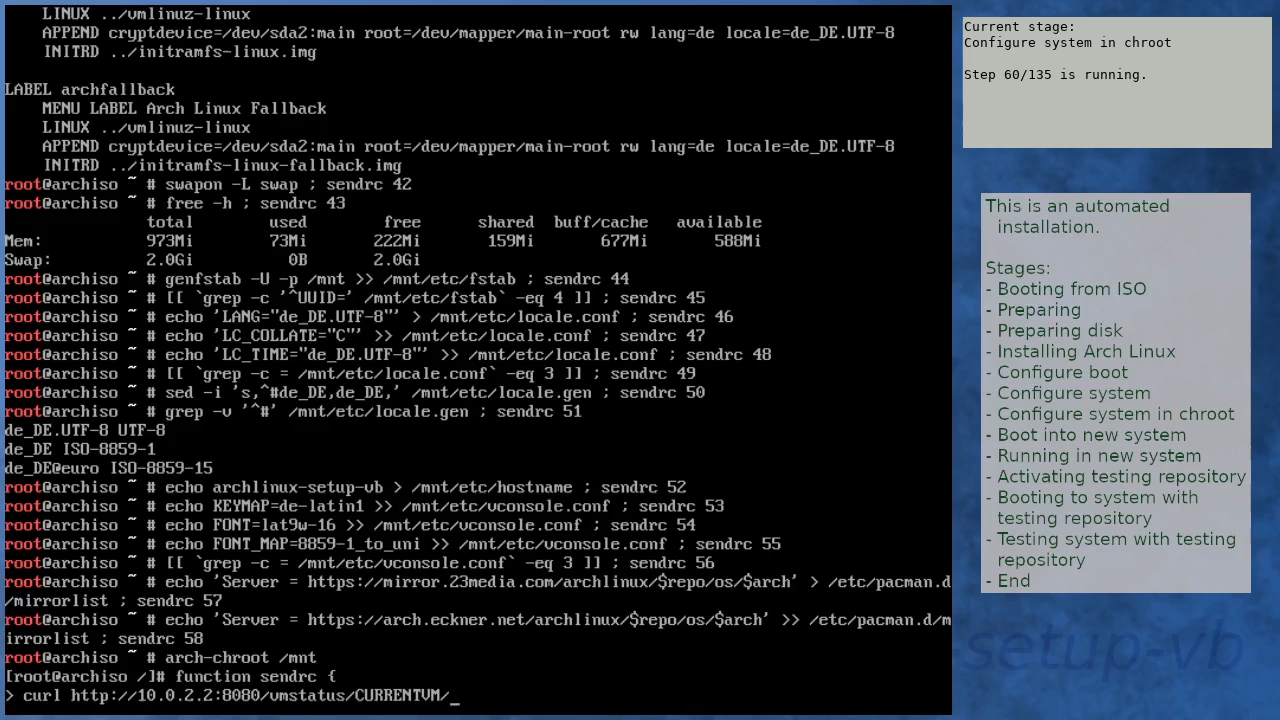 LINUX ../vmlinuz-linux
    APPEND cryptdevice=/dev/sda2:main root=/dev/mapper/main-root rw lang=de locale=de_DE.UTF-8
    INITRD ../initramfs-linux.img

LABEL archfallback
    MENU LABEL Arch Linux Fallback
    LINUX ../vmlinuz-linux
    APPEND cryptdevice=/dev/sda2:main root=/dev/mapper/main-root rw lang=de locale=de_DE.UTF-8
    INITRD ../initramfs-linux-fallback.img
root@archiso ~ # swapon -L swap ; sendrc 42
root@archiso ~ # free -h ; sendrc 43
               total        used        free      shared  buff/cache   available
Mem:           973Mi        73Mi       222Mi       159Mi       677Mi       588Mi
Swap:          2.0Gi          0B       2.0Gi
root@archiso ~ # genfstab -U -p /mnt >> /mnt/etc/fstab ; sendrc 44
root@archiso ~ # [[ `grep -c '^UUID=' /mnt/etc/fstab` -eq 4 ]] ; sendrc 45
root@archiso ~ # echo 'LANG="de_DE.UTF-8"' > /mnt/etc/locale.conf ; sendrc 46
root@archiso ~ # echo 'LC_COLLATE="C"' >> /mnt/etc/locale.conf ; sendrc 47
root@archiso ~ # echo 'LC_TIME="de_DE.UTF-8"' >> /mnt/etc/locale.conf ; sendrc 48
root@archiso ~ # [[ `grep -c = /mnt/etc/locale.conf` -eq 3 ]] ; sendrc 49
root@archiso ~ # sed -i 's,^#de_DE,de_DE,' /mnt/etc/locale.gen ; sendrc 50
root@archiso ~ # grep -v '^#' /mnt/etc/locale.gen ; sendrc 51
de_DE.UTF-8 UTF-8
de_DE ISO-8859-1
de_DE@euro ISO-8859-15
root@archiso ~ # echo archlinux-setup-vb > /mnt/etc/hostname ; sendrc 52
root@archiso ~ # echo KEYMAP=de-latin1 >> /mnt/etc/vconsole.conf ; sendrc 53
root@archiso ~ # echo FONT=lat9w-16 >> /mnt/etc/vconsole.conf ; sendrc 54
root@archiso ~ # echo FONT_MAP=8859-1_to_uni >> /mnt/etc/vconsole.conf ; sendrc 55
root@archiso ~ # [[ `grep -c = /mnt/etc/vconsole.conf` -eq 3 ]] ; sendrc 56
root@archiso ~ # echo 'Server = https://mirror.23media.com/archlinux/$repo/os/$arch' > /etc/pacman.d
/mirrorlist ; sendrc 57
root@archiso ~ # echo 'Server = https://arch.eckner.net/archlinux/$repo/os/$arch' >> /etc/pacman.d/m
irrorlist ; sendrc 58
root@archiso ~ # arch-chroot /mnt
[root@archiso /]# function sendrc {
> curl http://10.0.2.2:8080/vmstatus/CURRENTVM/_
Current stage:
Configure system in chroot

Step 60/135 is running.
This is an automated
installation.

Stages:
- Booting from ISO
- Preparing
- Preparing disk
- Installing Arch Linux
- Configure boot
- Configure system
- Configure system in chroot
- Boot into new system
- Running in new system
- Activating testing repository
- Booting to system with
testing repository
- Testing system with testing
repository
- End
-setup-vb